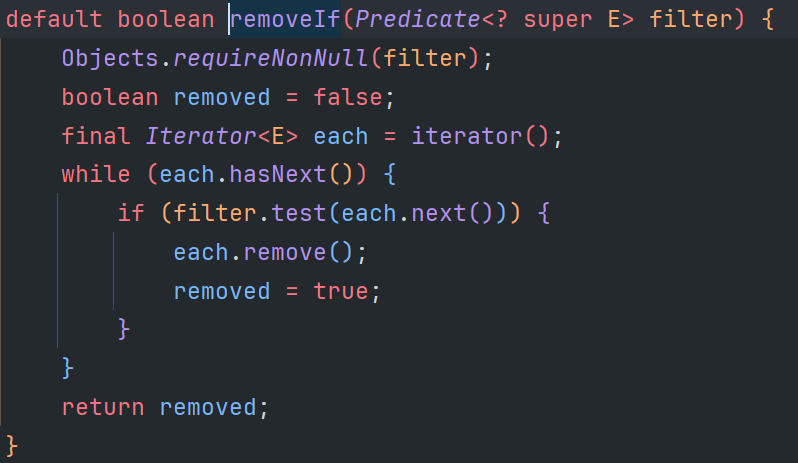 default boolean removeIf(Predicate<? super E> filter) {
    Objects.requireNonNull(filter);
    boolean removed = false;
    final Iterator<E> each = iterator();
    while (each.hasNext()) {
        if (filter.test(each.next())) {
            each.remove();
            removed = true;
        }
    }
    return removed;
}